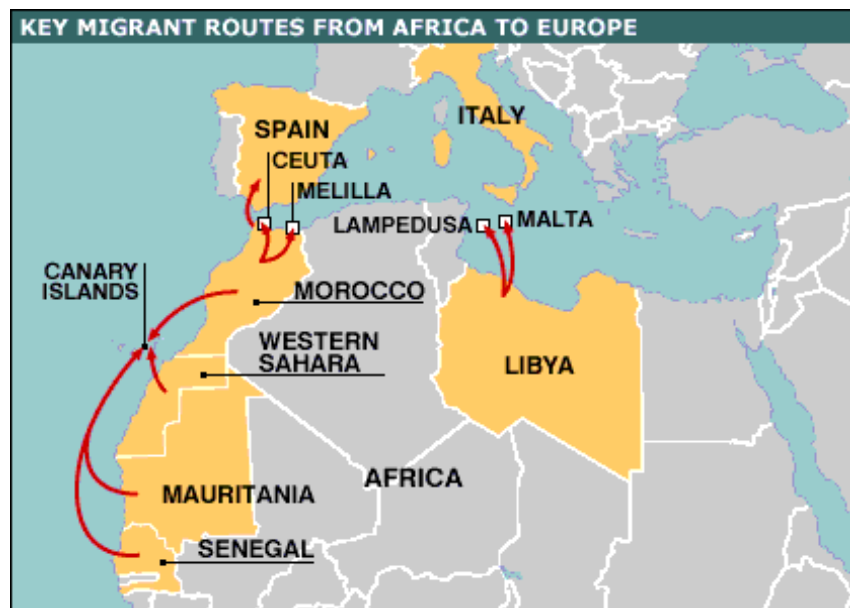 KEY MIGRANT ROUTES FROM AFRICA TO EUROPE
SPAIN
ITALY
CEUTA
MELILLA
LAMPEDUSA
MALTA
CANARY
ISLANDS
MOROCCO
WESTERN
SAHARA
LIBYA
AFRICA
MAURITANIA
SENEGAL